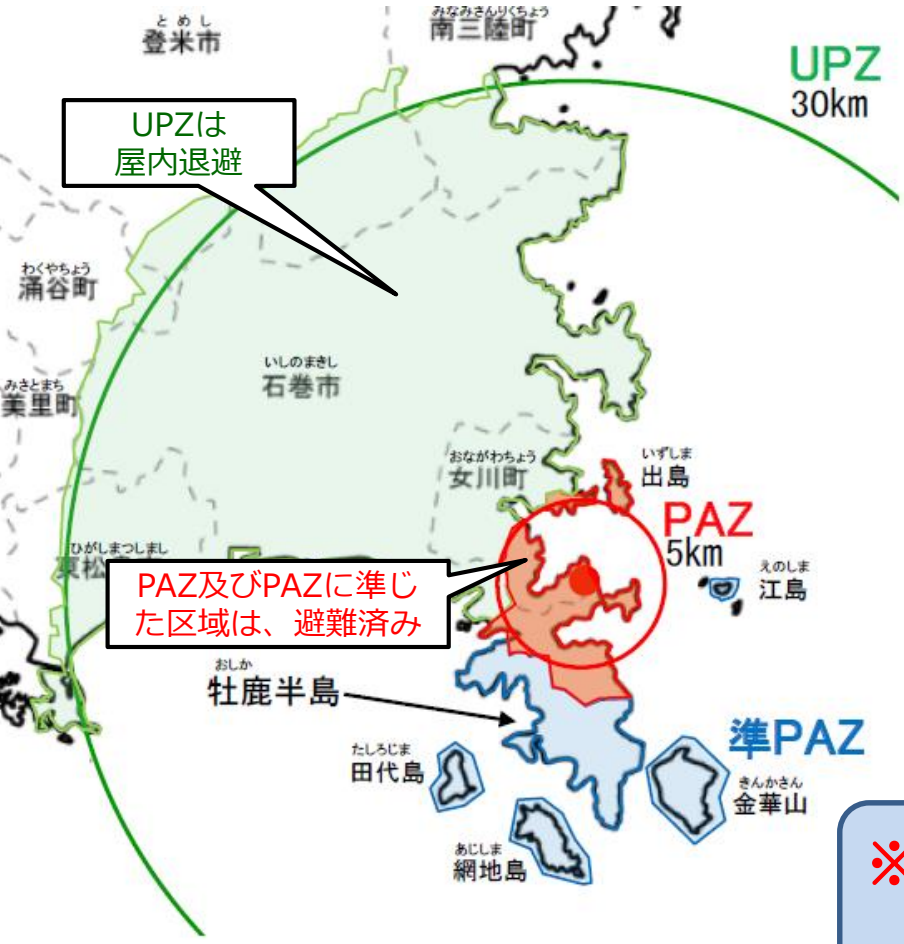 とめし
登米市
みなみさんりくちょう
南三陸町
UPZ
30km
UPZは
屋内退避
わくやちょう
涌谷町
いしのまきし
石巻市
みさとまち
美里町
おながわちょう
女川町
いずしま
出島
PAZ
5km
えのしま
江島
ひがしまつしまし
東松
PAZ及びPAZに準じ
た区域は、避難済み
おしか
牡鹿半島
準PAZ
たしろじま
田代島
きんかさん
金華山
あじしま
網地島
※